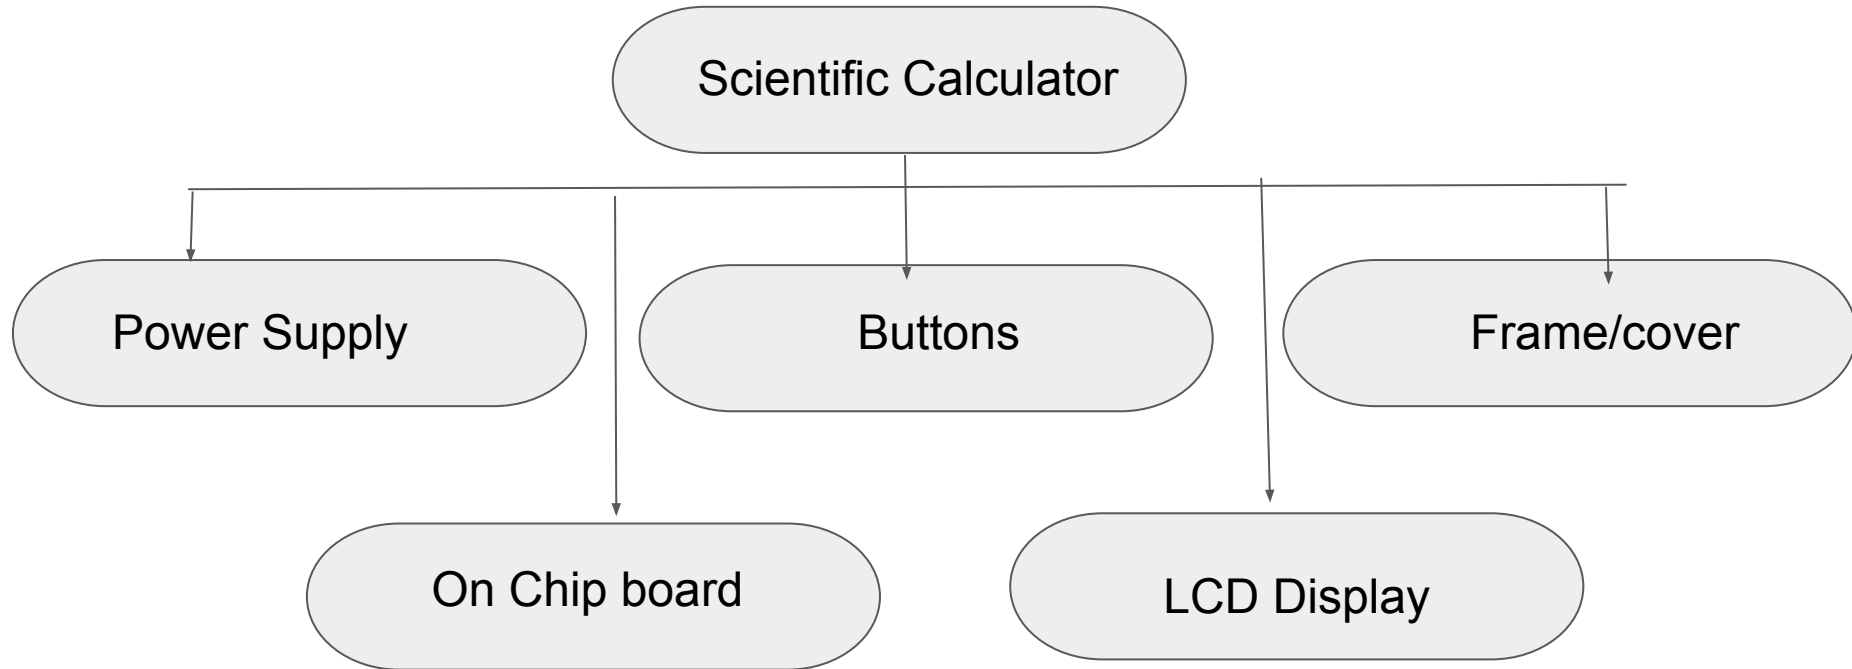 Scientific Calculator
Power Supply
Buttons
Frame/cover
On Chip board
LCD Display